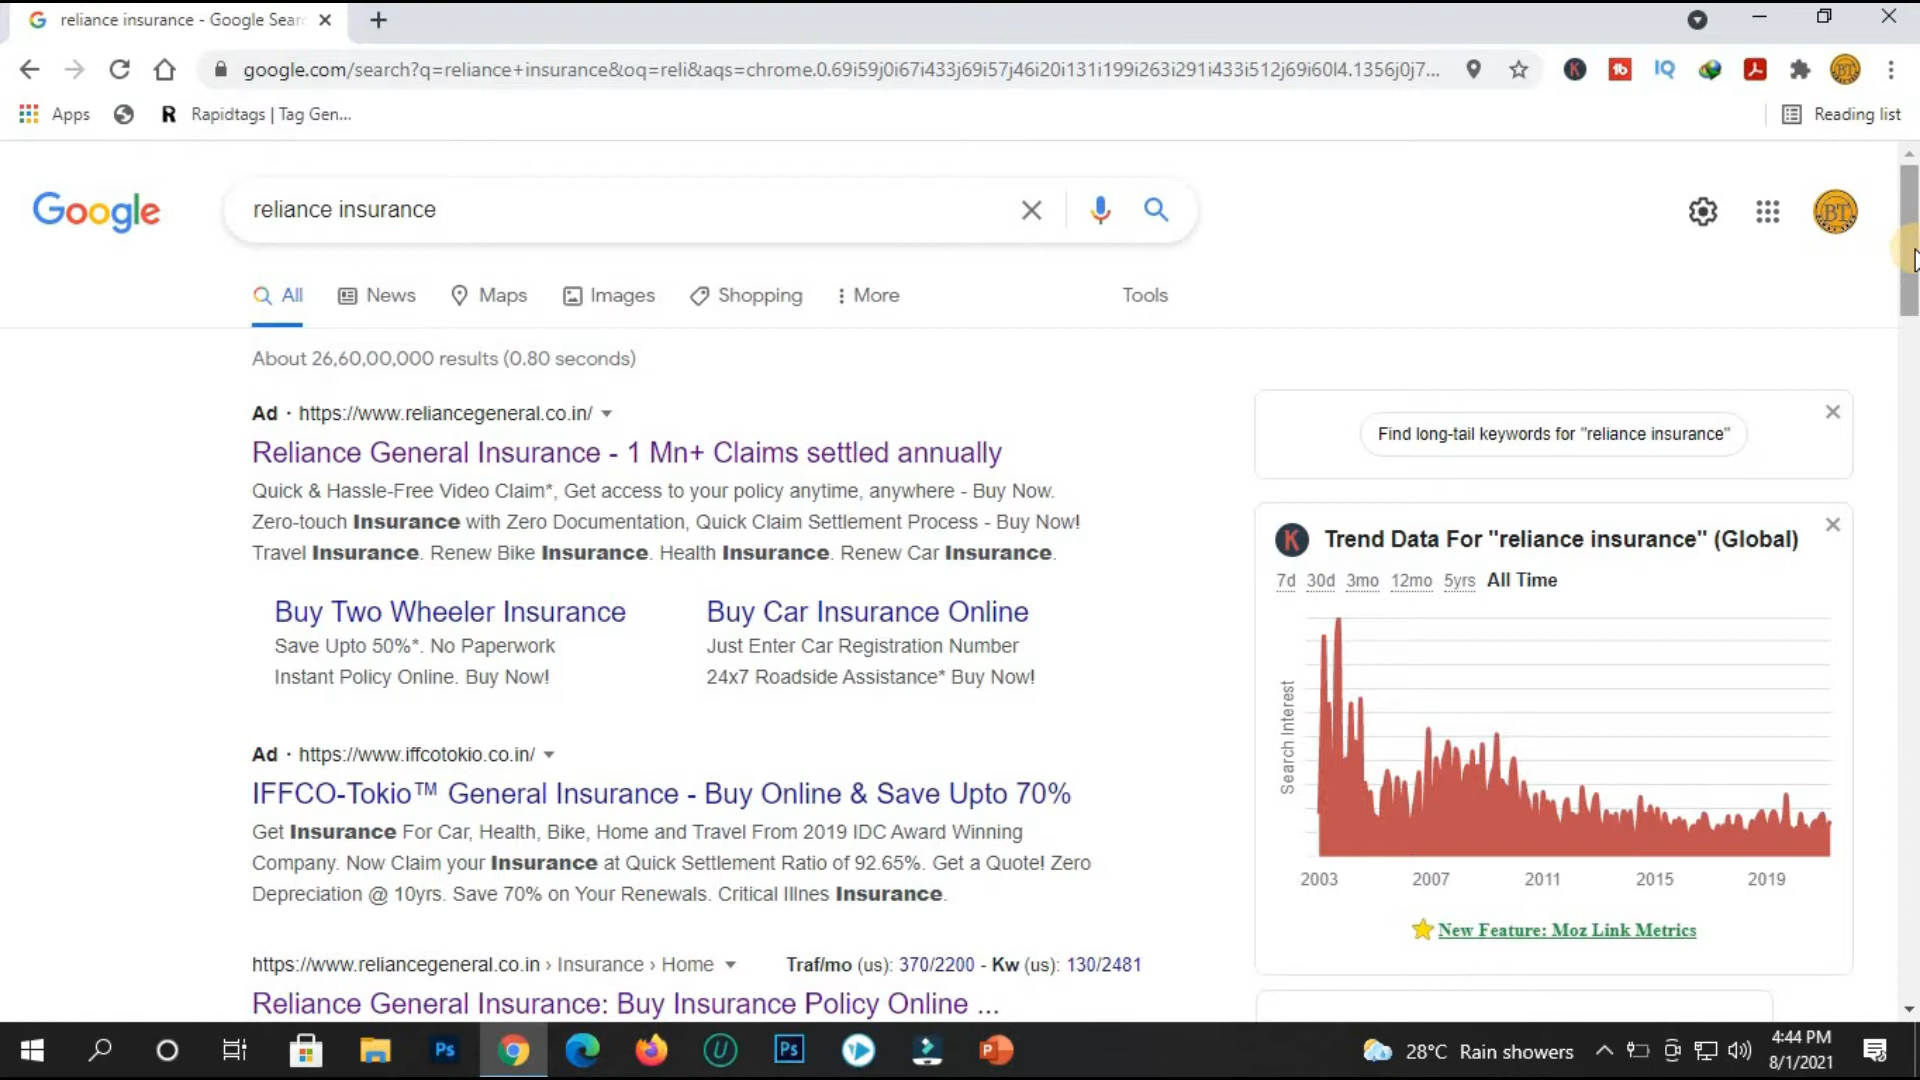 reliance insurance - Google Sear
google.com/search?q=reliance+insurance&oq=reli&aqs=chrome.0.69i59j0i67i433j69i57j46i20i131i199i263i291i433i512j69i60l4.1356j0j7...
K
tb
IQ
BT
Apps
R Rapidtags | Tag Gen...
Reading list
Google
reliance insurance
BT
All
News
Maps
Images
Shopping
More
Tools
About 26,60,00,000 results (0.80 seconds)
Ad · https://www.reliancegeneral.co.in/
Reliance General Insurance - 1 Mn+ Claims settled annually
Quick & Hassle-Free Video Claim*, Get access to your policy anytime, anywhere - Buy Now.
Zero-touch Insurance with Zero Documentation, Quick Claim Settlement Process - Buy Now!
Travel Insurance. Renew Bike Insurance. Health Insurance. Renew Car Insurance.
Buy Two Wheeler Insurance
Save Upto 50%*. No Paperwork
Instant Policy Online. Buy Now!
Buy Car Insurance Online
Just Enter Car Registration Number
24x7 Roadside Assistance* Buy Now!
Ad · https://www.iffcotokio.co.in/
IFFCO-Tokio™ General Insurance - Buy Online & Save Upto 70%
Get Insurance For Car, Health, Bike, Home and Travel From 2019 IDC Award Winning
Company. Now Claim your Insurance at Quick Settlement Ratio of 92.65%. Get a Quote! Zero
Depreciation @ 10yrs. Save 70% on Your Renewals. Critical Illnes Insurance.
https://www.reliancegeneral.co.in › Insurance › Home
Traf/mo (us): 370/2200 - Kw (us): 130/2481
Reliance General Insurance: Buy Insurance Policy Online ...
Find long-tail keywords for "reliance insurance"
K Trend Data For "reliance insurance" (Global)
7d 30d 3mo 12mo 5yrs All Time
Search Interest
2003 2007 2011 2015 2019
New Feature: Moz Link Metrics
Ps
U
Ps
P
28°C Rain showers
4:44 PM
8/1/2021